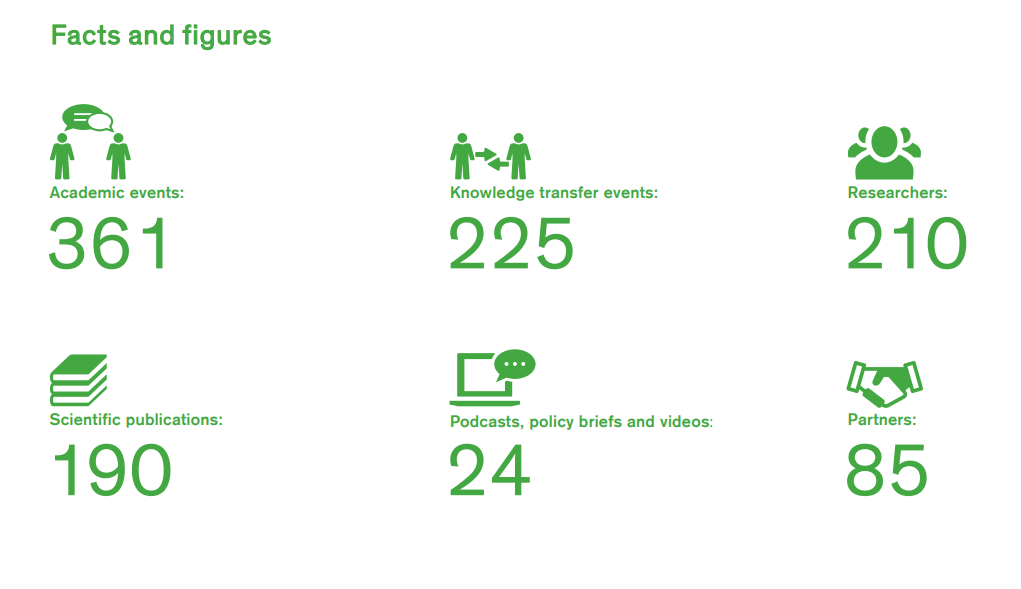 Facts and figures
Academic events:
361
Knowledge transfer events:
225
Researchers:
210
Scientific publications:
190
Podcasts, policy briefs and videos:
24
Partners:
85